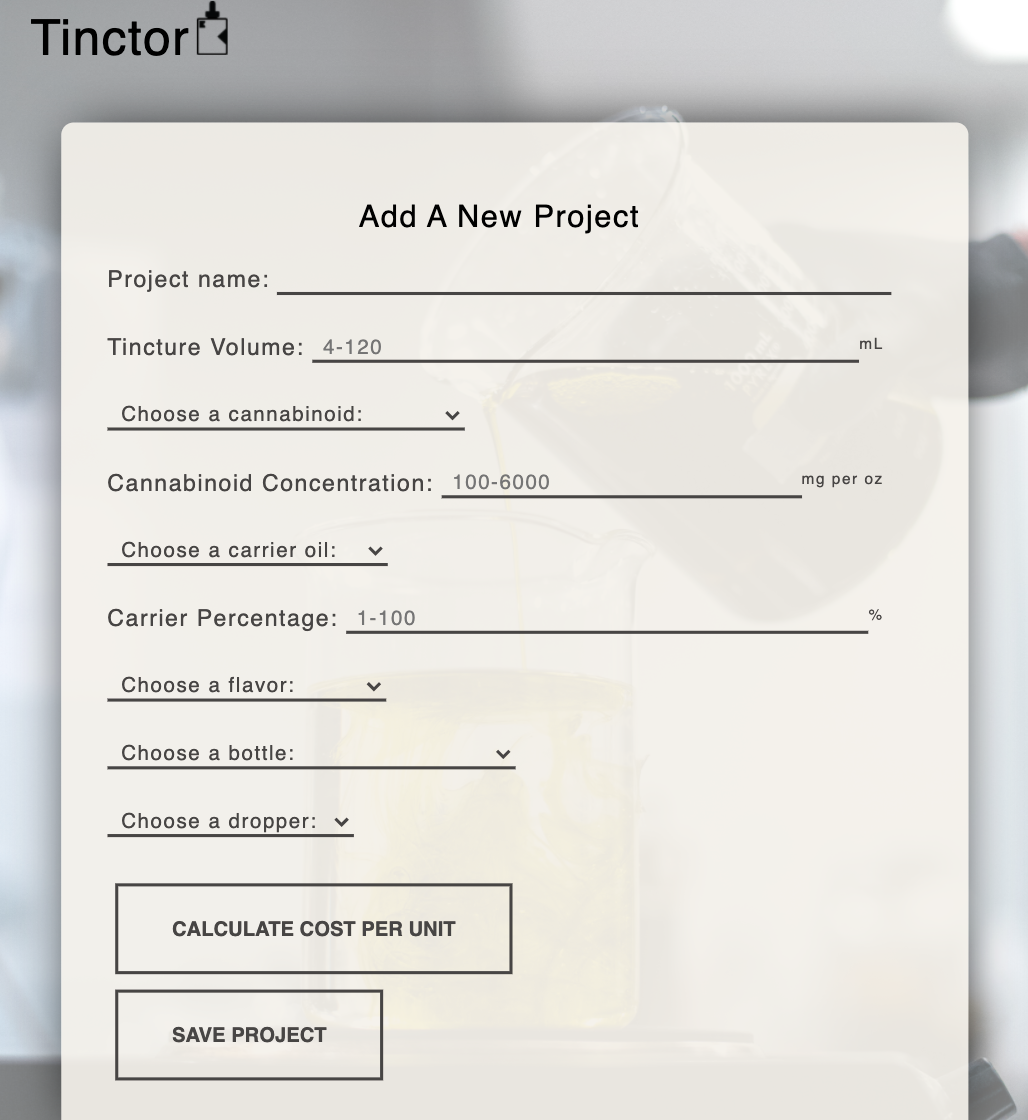 Tinctor
Add A New Project
Project name:
Tincture Volume: 4-120 mL
Choose a cannabinoid:
Cannabinoid Concentration: 100-6000 mg per oz
Choose a carrier oil:
Carrier Percentage: 1-100 %
Choose a flavor:
Choose a bottle:
Choose a dropper:
CALCULATE COST PER UNIT
SAVE PROJECT